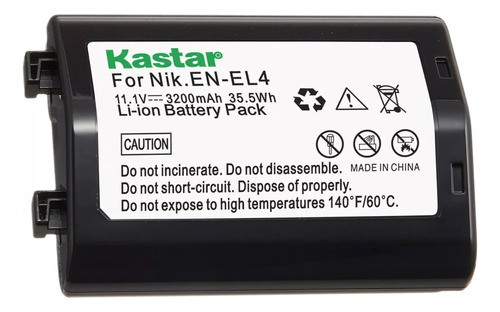 Kastar
For Nik.EN-EL4
11.1V⎓3200mAh 35.5Wh
Li-ion Battery Pack
CAUTION
Do not incinerate. Do not disassemble.
Do not short-circuit. Dispose of properly.
Do not expose to high temperatures 140°F/60°C.
MADE IN CHINA